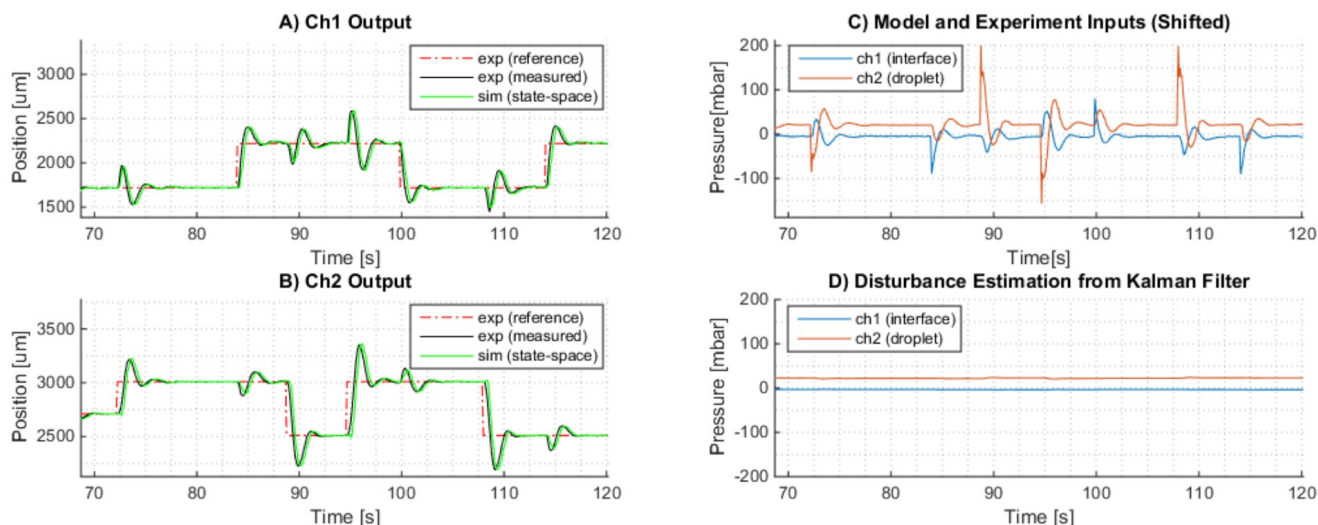 A) Ch1 Output
Position [um]
3000
2500
2000
1500
exp (reference)
exp (measured)
sim (state-space)
70 80 90 100 110 120
Time [s]
B) Ch2 Output
Position [um]
3500
3000
2500
exp (reference)
exp (measured)
sim (state-space)
70 80 90 100 110 120
Time [s]
C) Model and Experiment Inputs (Shifted)
Pressure[mbar]
200
100
0
-100
ch1 (interface)
ch2 (droplet)
70 80 90 100 110 120
Time[s]
D) Disturbance Estimation from Kalman Filter
Pressure [mbar]
200
100
0
-100
-200
ch1 (interface)
ch2 (droplet)
70 80 90 100 110 120
Time [s]